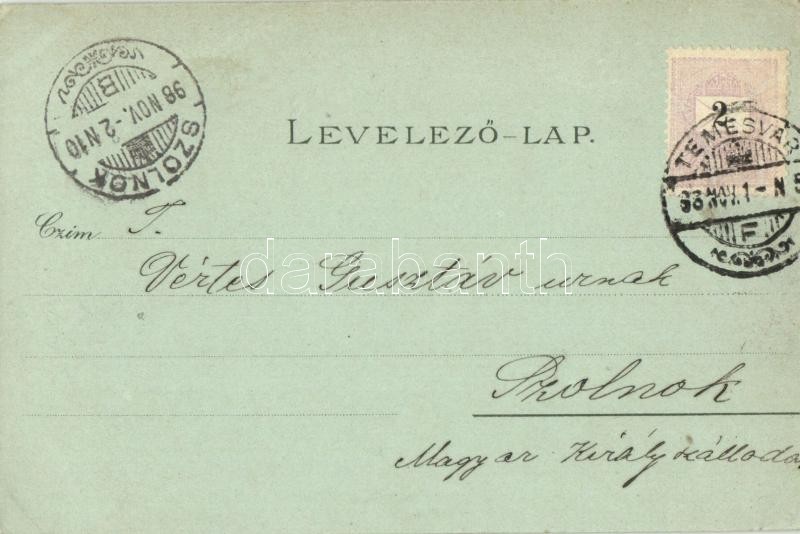 SZOLNOK
98 NOV. -2 N10
B
2
TEMESVÁR
98 NOV. 1 - N 5
F
LEVELEZŐ-LAP.
Czim T.
Vértes Gusztáv urnak
darabanth
Szolnok
Magyar Király szálloda